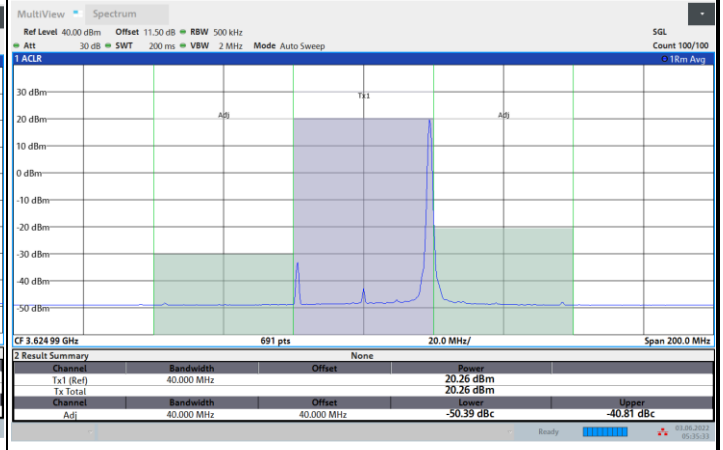 MultiView Spectrum
Ref Level 40.00 dBm Offset 11.50 dB RBW 500 kHz SGL
Att 30 dB SWT 200 ms VBW 2 MHz Mode Auto Sweep Count 100/100
1 ACLR 1Rm Avg
30 dBm
Tx1
20 dBm
Adj Adj
10 dBm
0 dBm
-10 dBm
-20 dBm
-30 dBm
-40 dBm
-50 dBm
CF 3.624 99 GHz 691 pts 20.0 MHz/ Span 200.0 MHz
2 Result Summary None
Channel Bandwidth Offset Power
Tx1 (Ref) 40.000 MHz 20.26 dBm
Tx Total 20.26 dBm
Channel Bandwidth Offset Lower Upper
Adj 40.000 MHz 40.000 MHz -50.39 dBc -40.81 dBc
Ready 03.06.2022
05:35:33